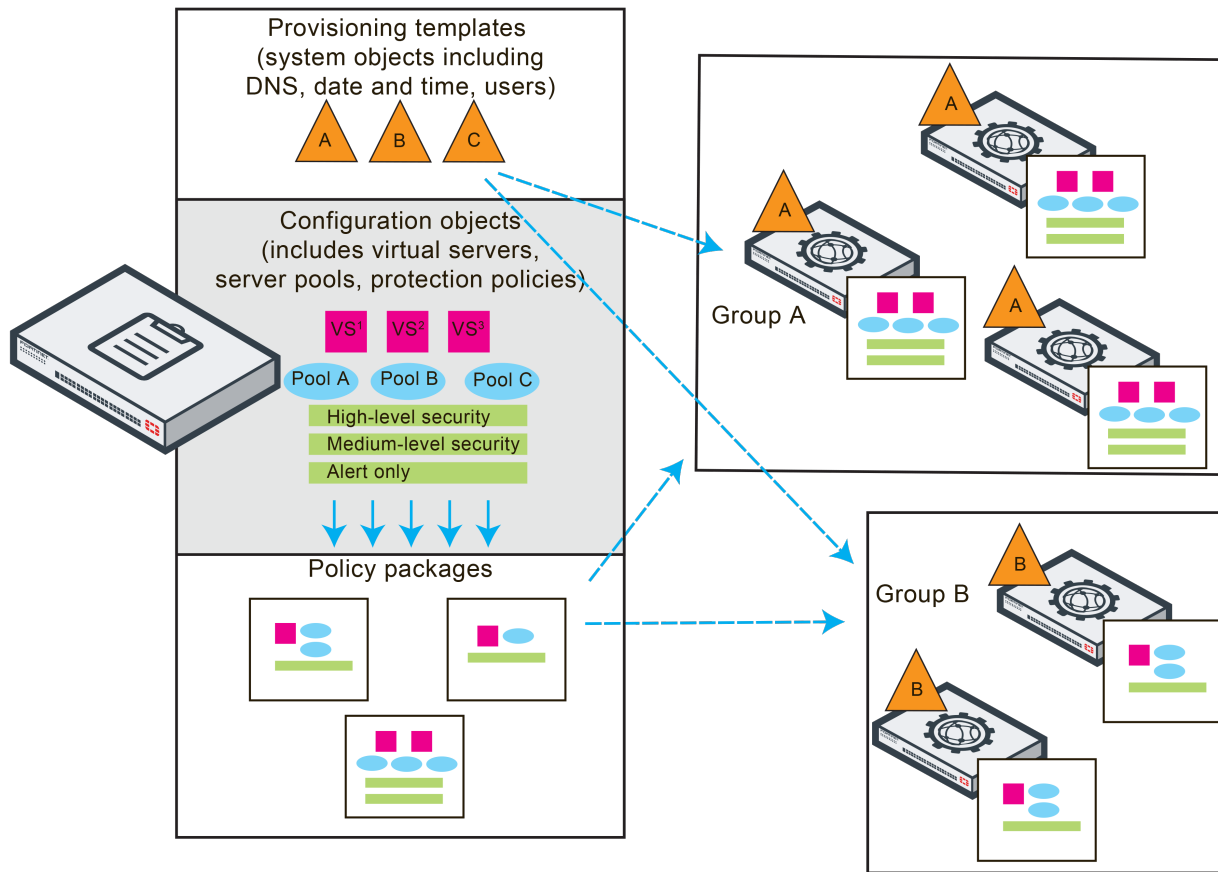 Provisioning templates
(system objects including
DNS, date and time, users)
A
B
C
Configuration objects
(includes virtual servers,
server pools, protection policies)
VS¹
VS²
VS³
Pool A
Pool B
Pool C
High-level security
Medium-level security
Alert only
Policy packages
A
A
Group A
A
B
Group B
B